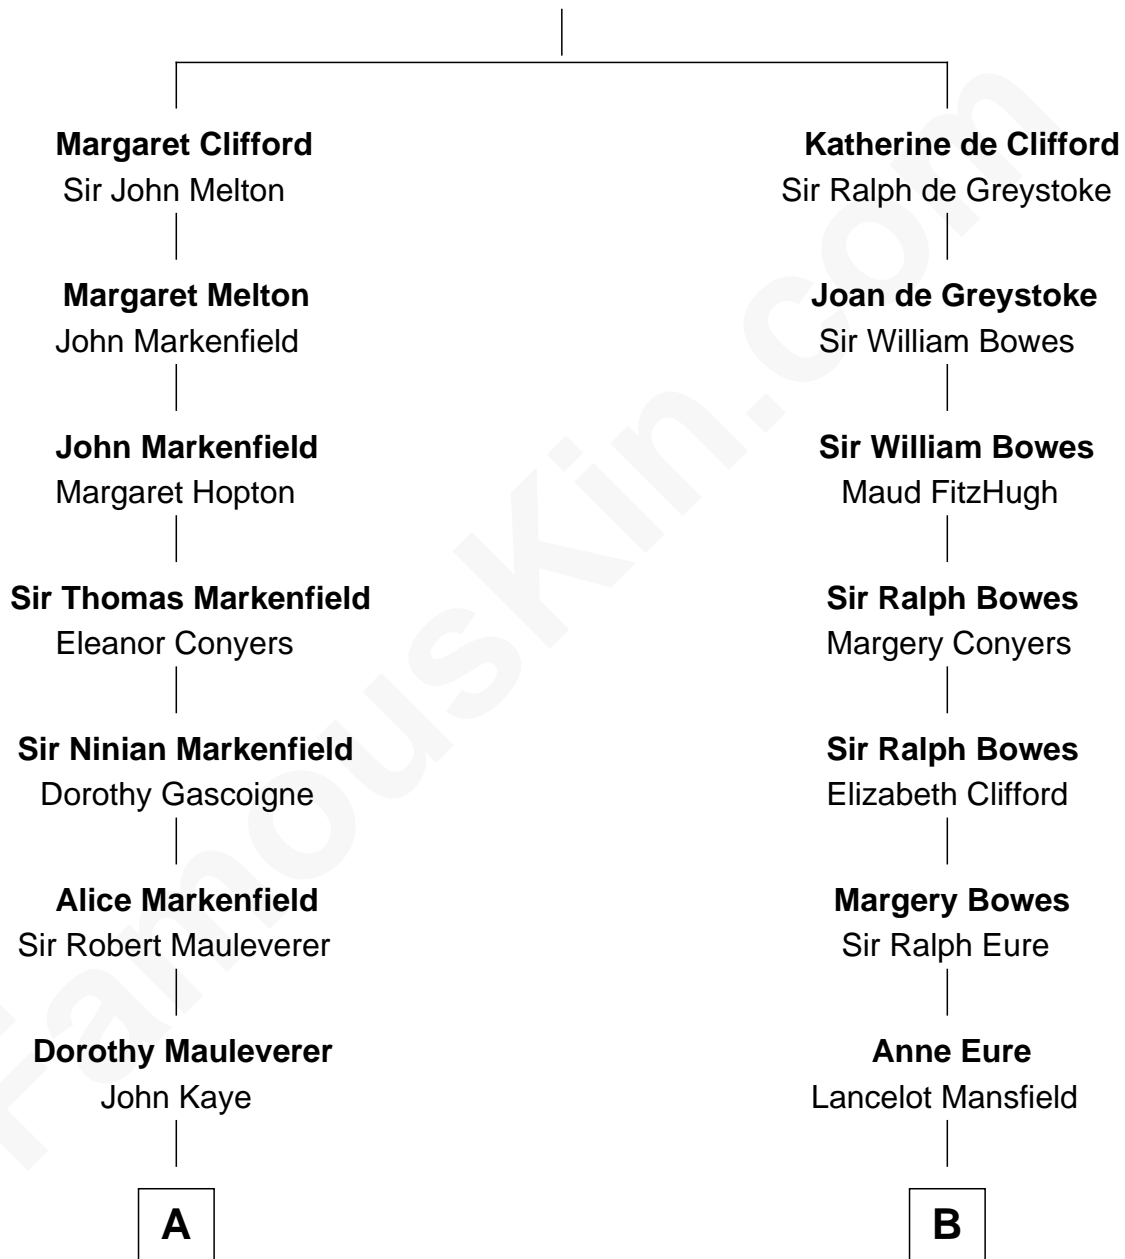 Margaret Clifford
Sir John Melton
Margaret Melton
John Markenfield
John Markenfield
Margaret Hopton
Sir Thomas Markenfield
Eleanor Conyers
Sir Ninian Markenfield
Dorothy Gascoigne
Alice Markenfield
Sir Robert Mauleverer
Dorothy Mauleverer
John Kaye
A
Katherine de Clifford
Sir Ralph de Greystoke
Joan de Greystoke
Sir William Bowes
Sir William Bowes
Maud FitzHugh
Sir Ralph Bowes
Margery Conyers
Sir Ralph Bowes
Elizabeth Clifford
Margery Bowes
Sir Ralph Eure
Anne Eure
Lancelot Mansfield
B
FamousKin.com